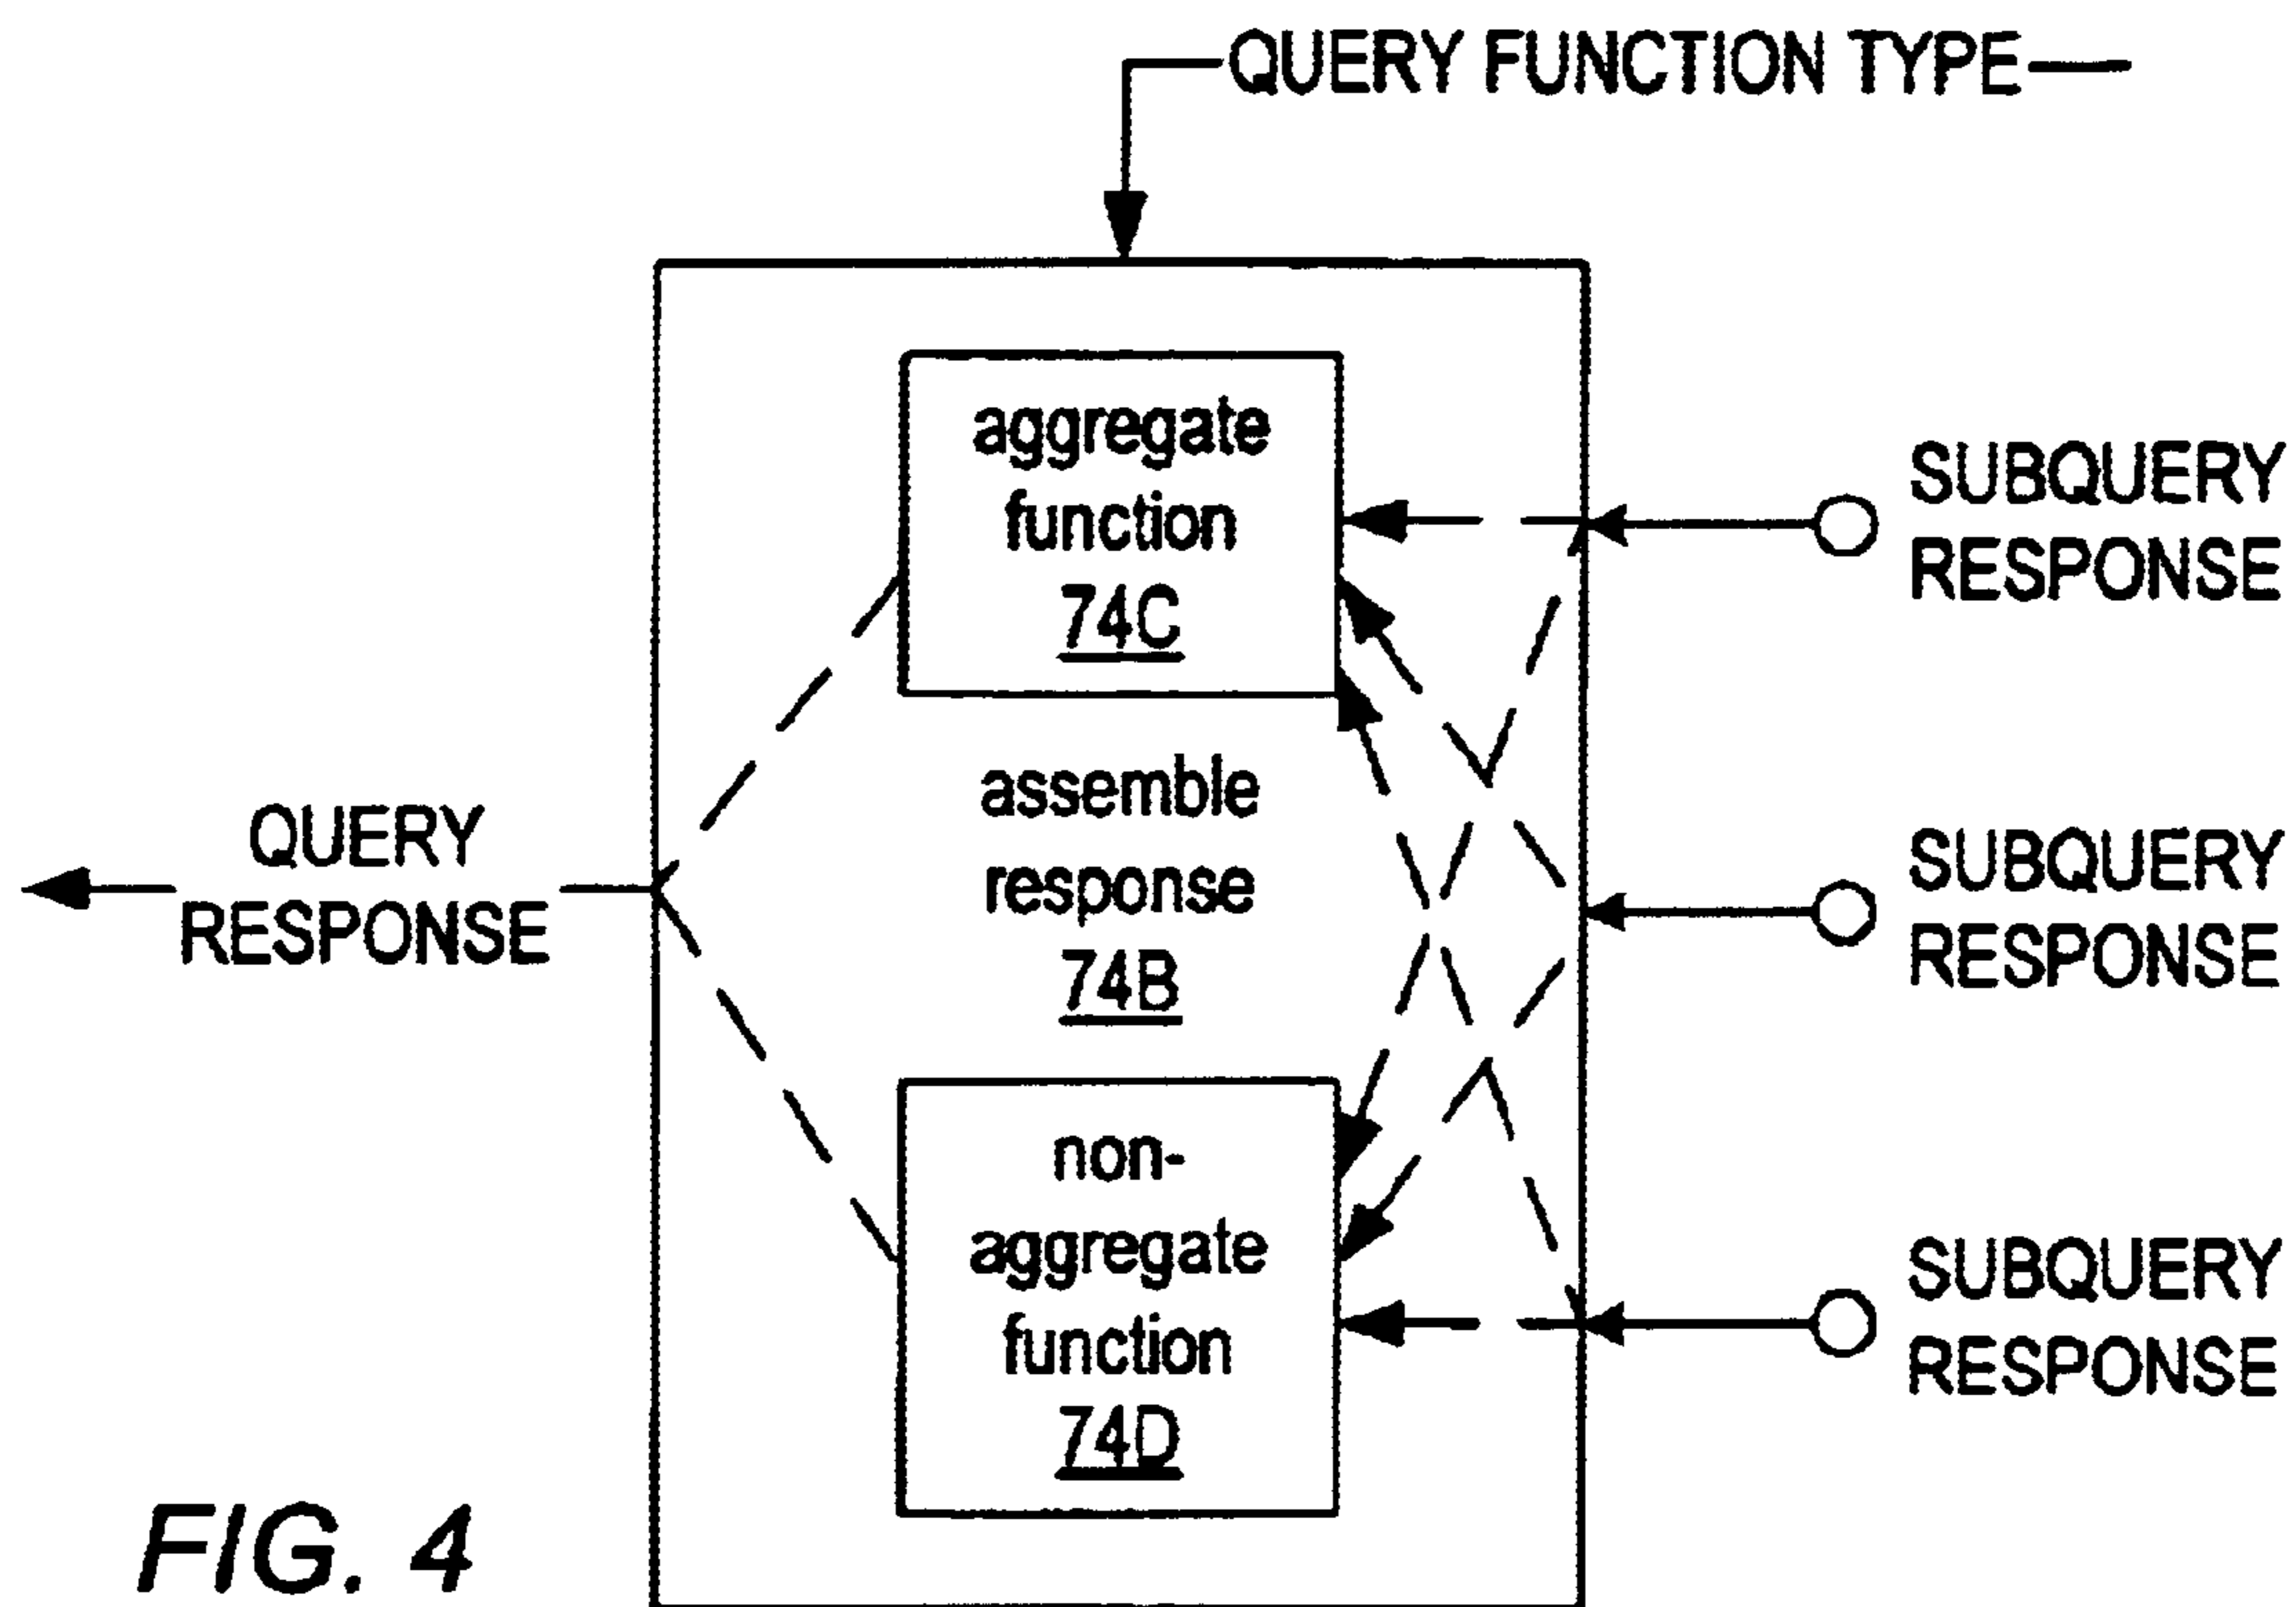 QUERY FUNCTION TYPE
aggregate
function
74C
SUBQUERY
RESPONSE
assemble
response
74B
QUERY
RESPONSE
SUBQUERY
RESPONSE
non-
aggregate
function
74D
SUBQUERY
RESPONSE
FIG. 4